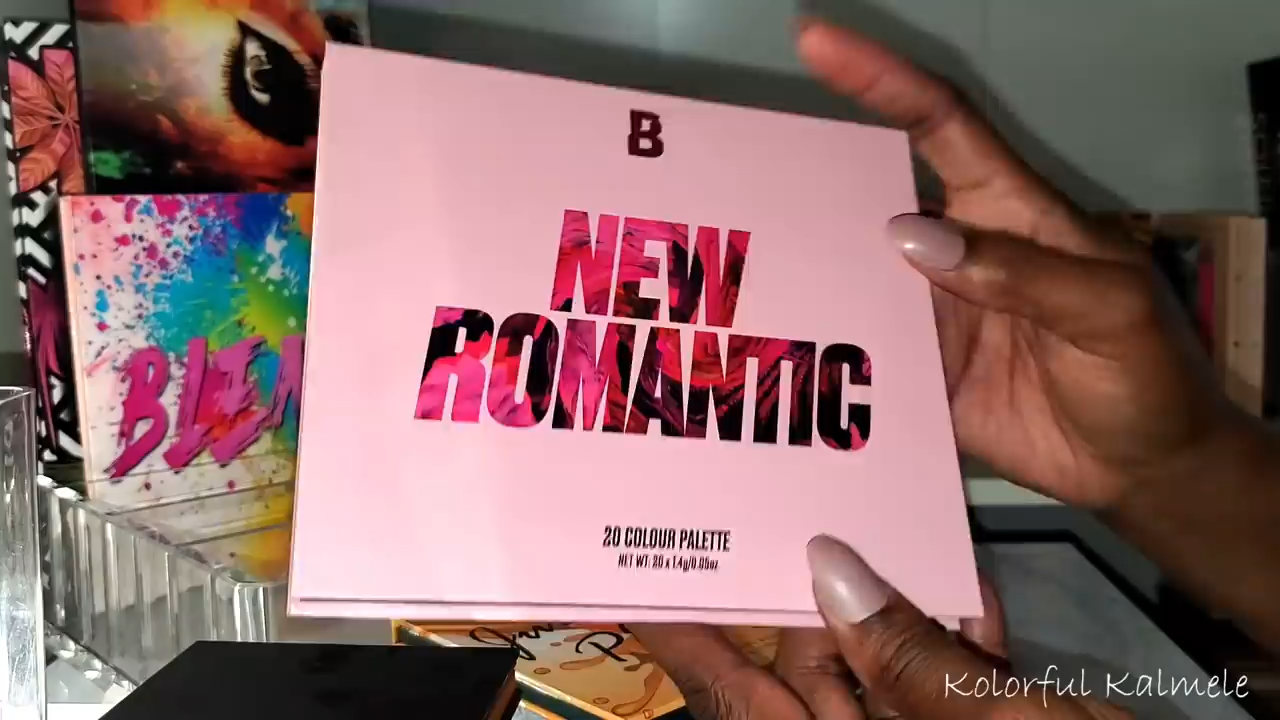 B
NEW
ROMANTIC
20 COLOUR PALETTE
NET WT: 20 x 1.4g/0.05oz
Kolorful Kalmele